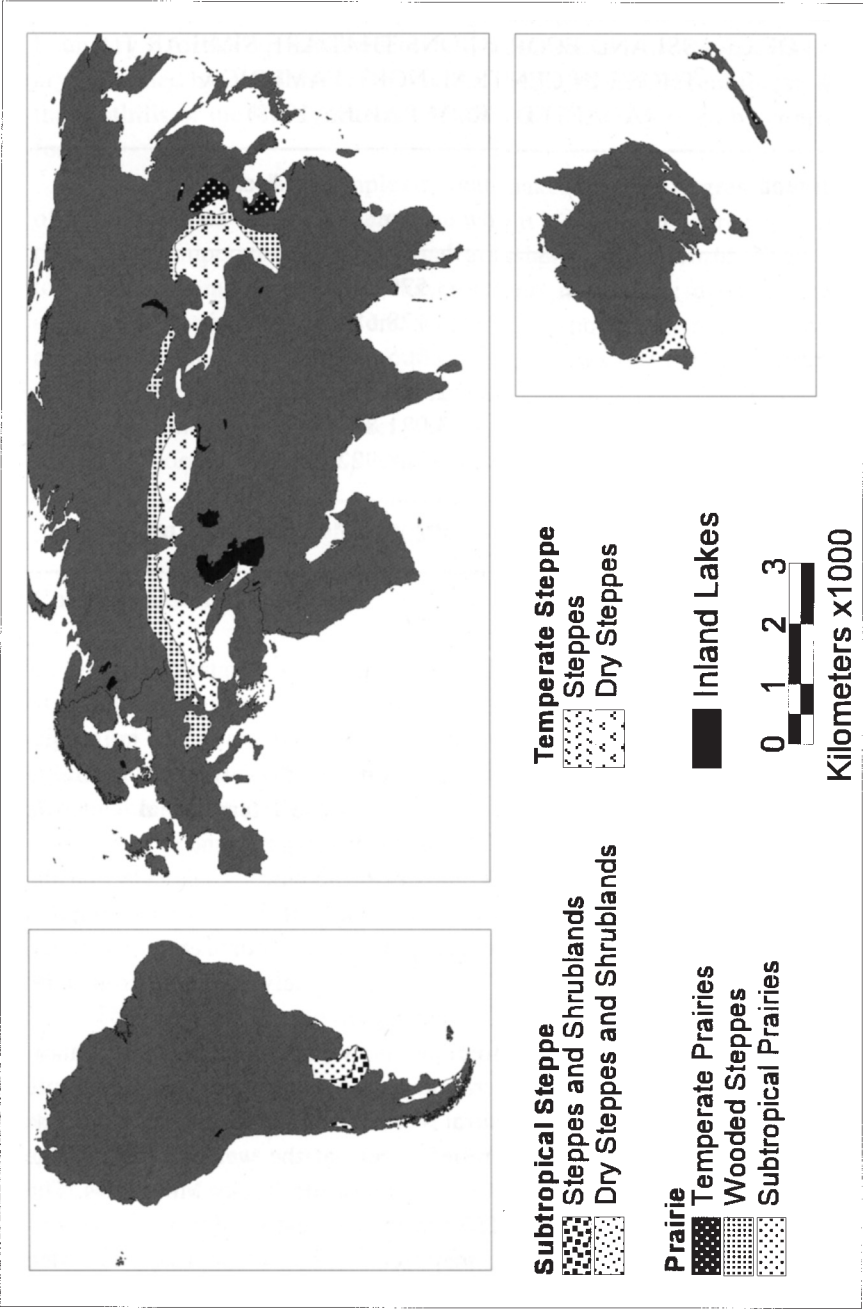 Subtropical Steppe
Steppes and Shrublands
Dry Steppes and Shrublands
Prairie
Temperate Prairies
Wooded Steppes
Subtropical Prairies
Temperate Steppe
Steppes
Dry Steppes
Inland Lakes
0 1 2 3
Kilometers x1000